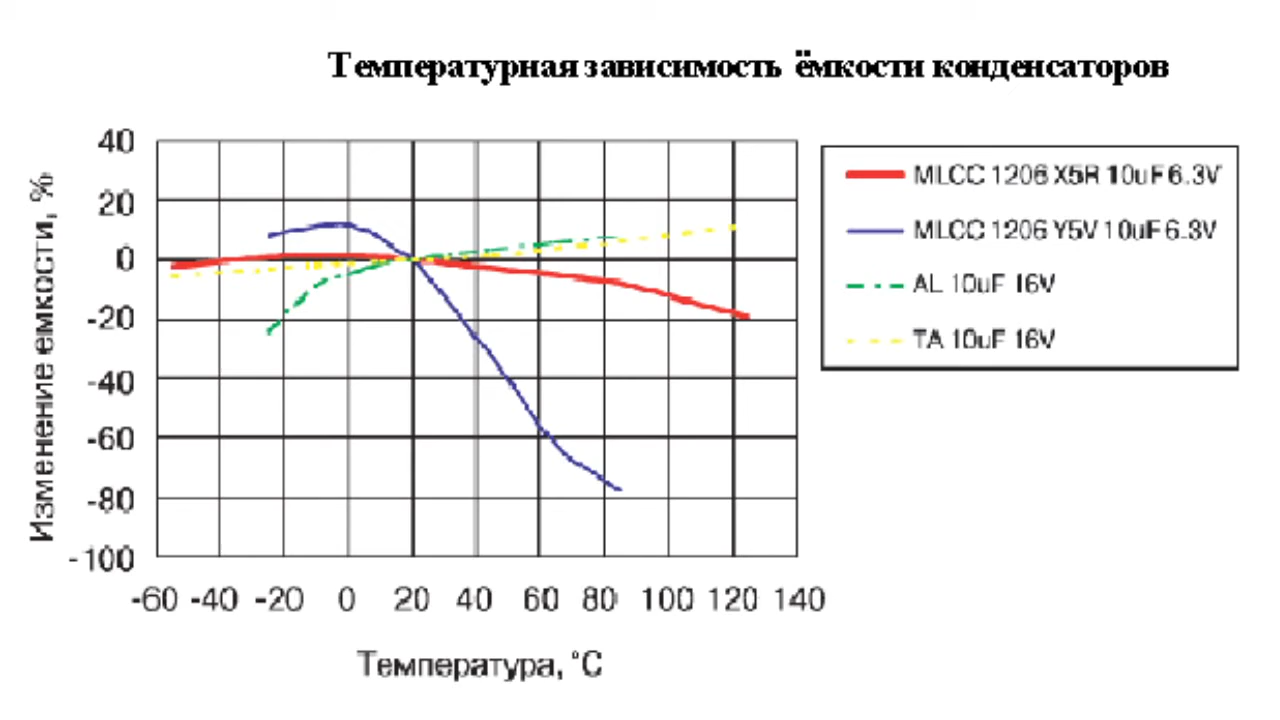 Температурная зависимость ёмкости конденсаторов
40
20
0
-20
-40
-60
-80
-100
Изменение емкости, %
-60 -40 -20 0 20 40 60 80 100 120 140
Температура, °C
MLCC 1206 X5R 10uF 6.3V
MLCC 1206 Y5V 10uF 6.3V
AL 10uF 16V
TA 10uF 16V